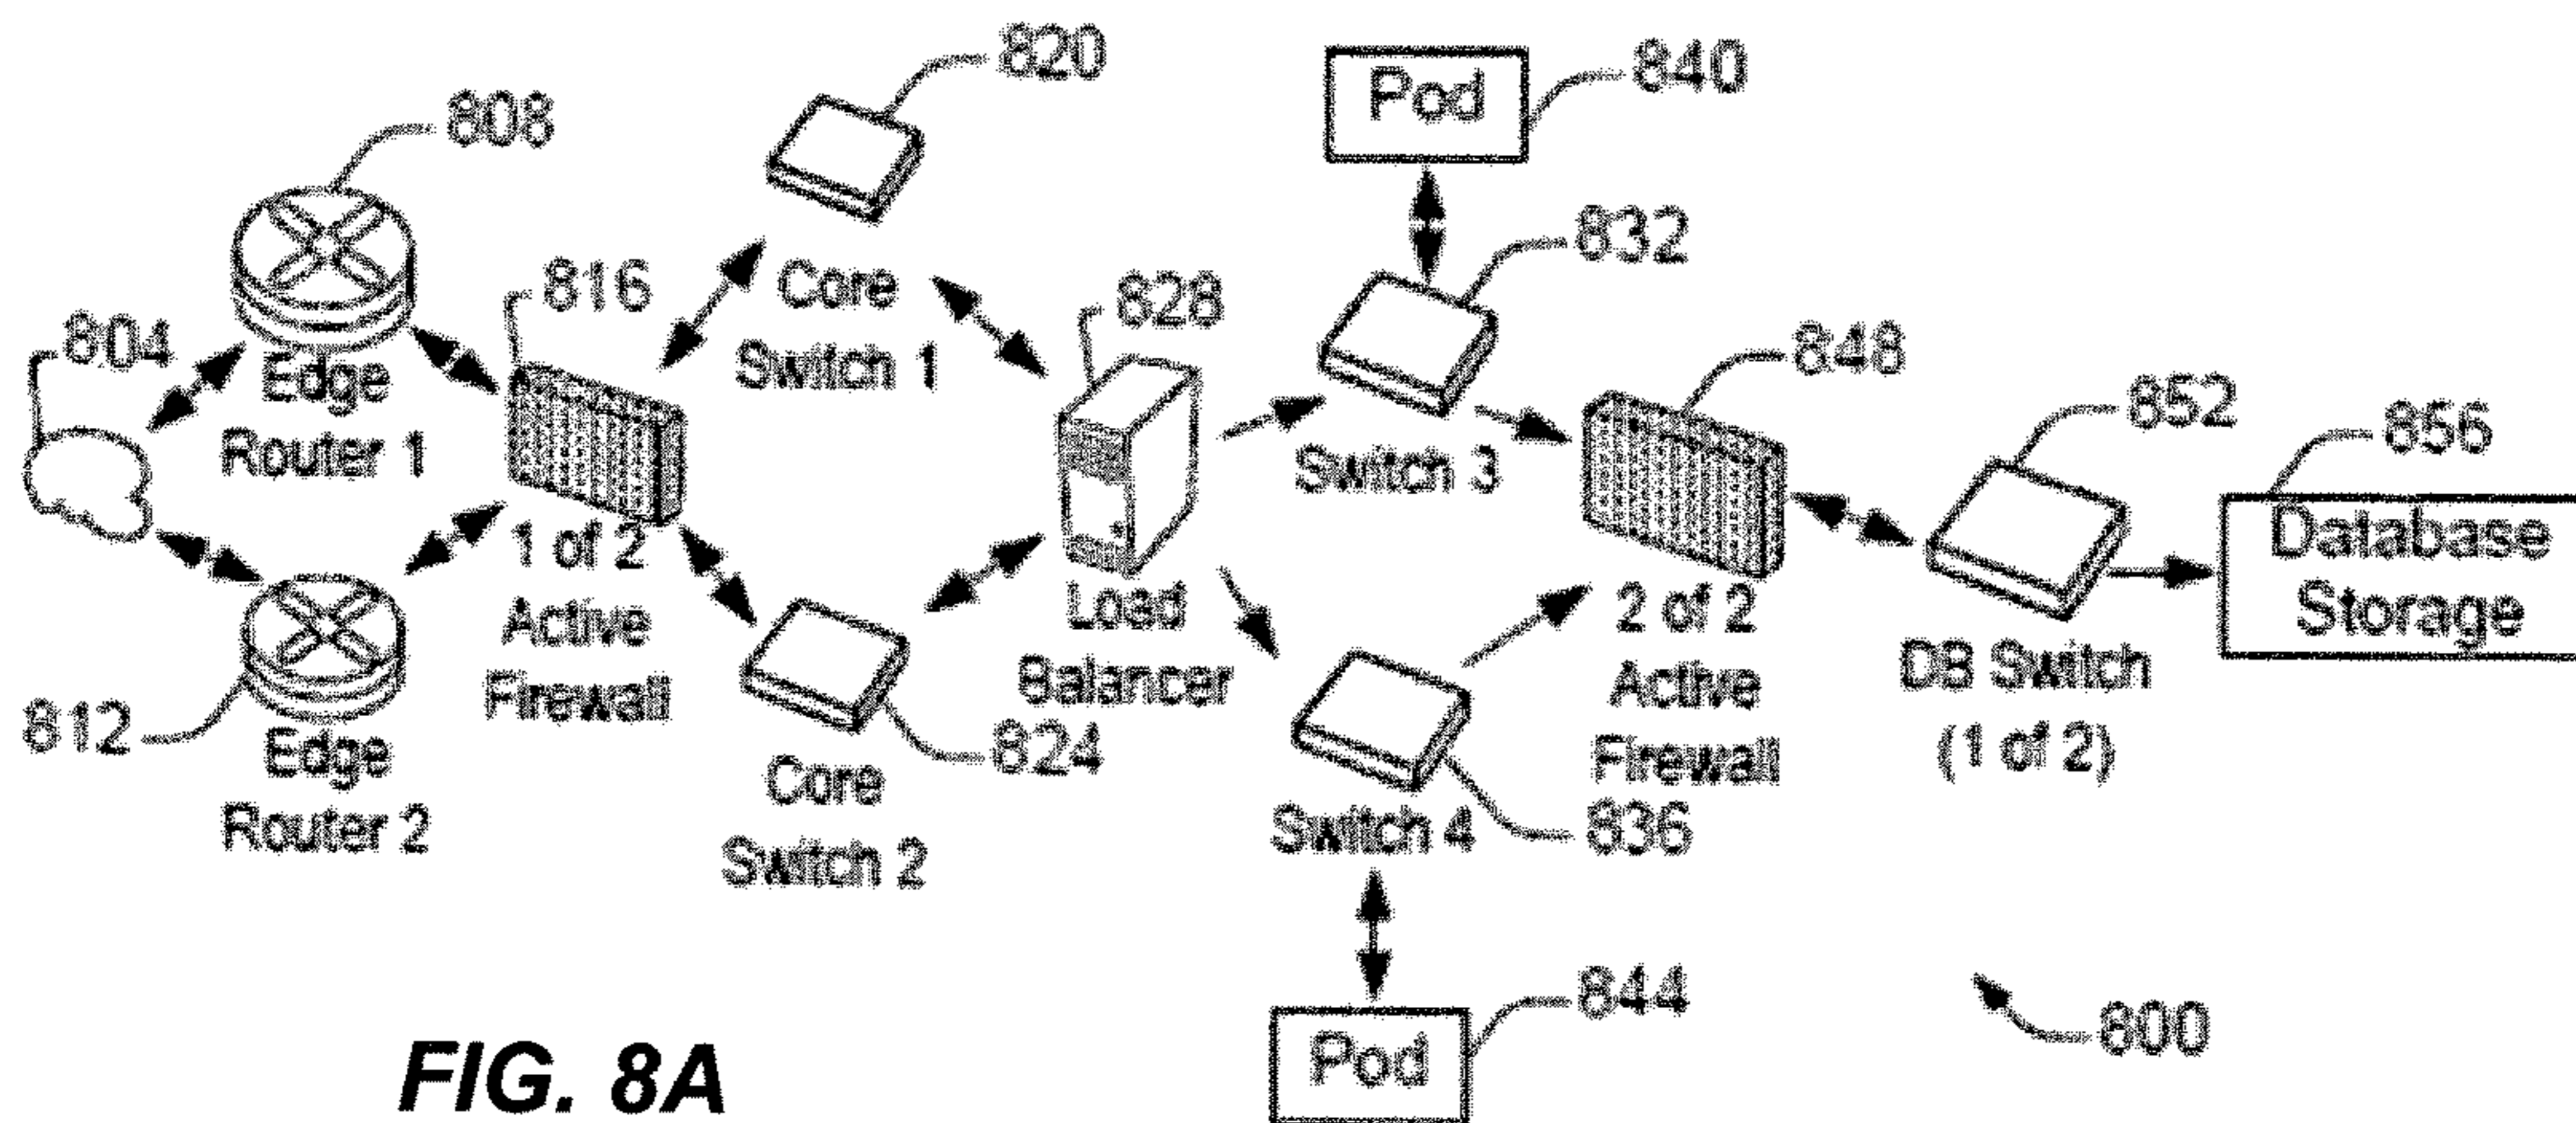 820
840
Pod
808
832
816
Core
Switch 1
828
848
804
Edge
Router 1
852
856
Switch 3
1 of 2
Active
Firewall
Load
Balancer
2 of 2
Active
Firewall
DB Switch
(1 of 2)
Database
Storage
812
Edge
Router 2
824
Core
Switch 2
Switch 4
836
844
Pod
800
FIG. 8A